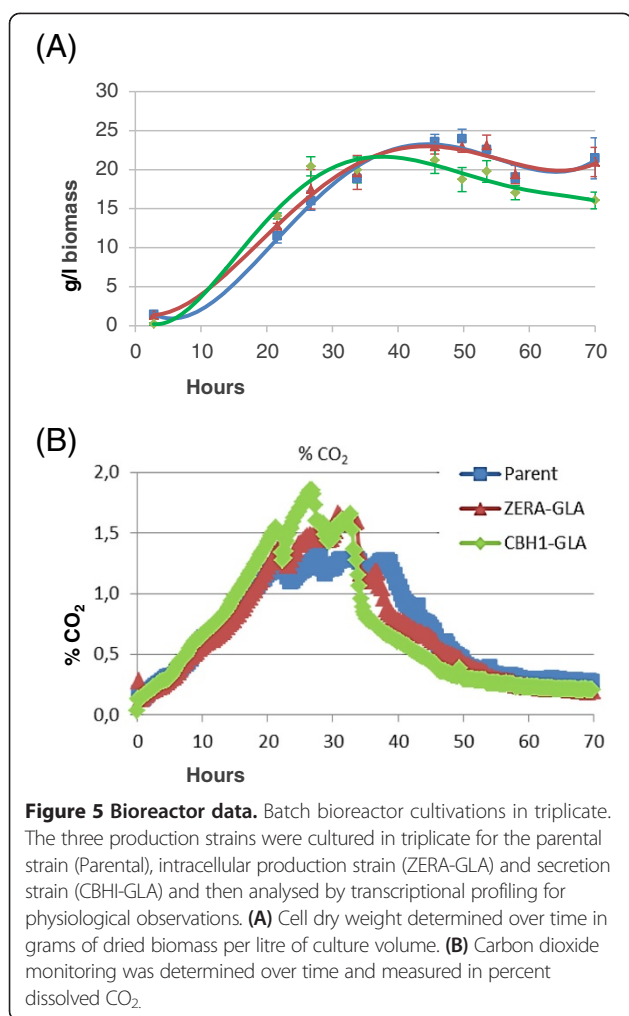 (A)
g/l biomass
30
25
20
15
10
5
0
0 10 20 30 40 50 60 70
Hours
(B)
% CO2
% CO2
2,0
1,5
1,0
0,5
0,0
Parent
ZERA-GLA
CBH1-GLA
0 10 20 30 40 50 60 70
Hours
Figure 5 Bioreactor data. Batch bioreactor cultivations in triplicate.
The three production strains were cultured in triplicate for the parental
strain (Parental), intracellular production strain (ZERA-GLA) and secretion
strain (CBHI-GLA) and then analysed by transcriptional profiling for
physiological observations. (A) Cell dry weight determined over time in
grams of dried biomass per litre of culture volume. (B) Carbon dioxide
monitoring was determined over time and measured in percent
dissolved CO2.